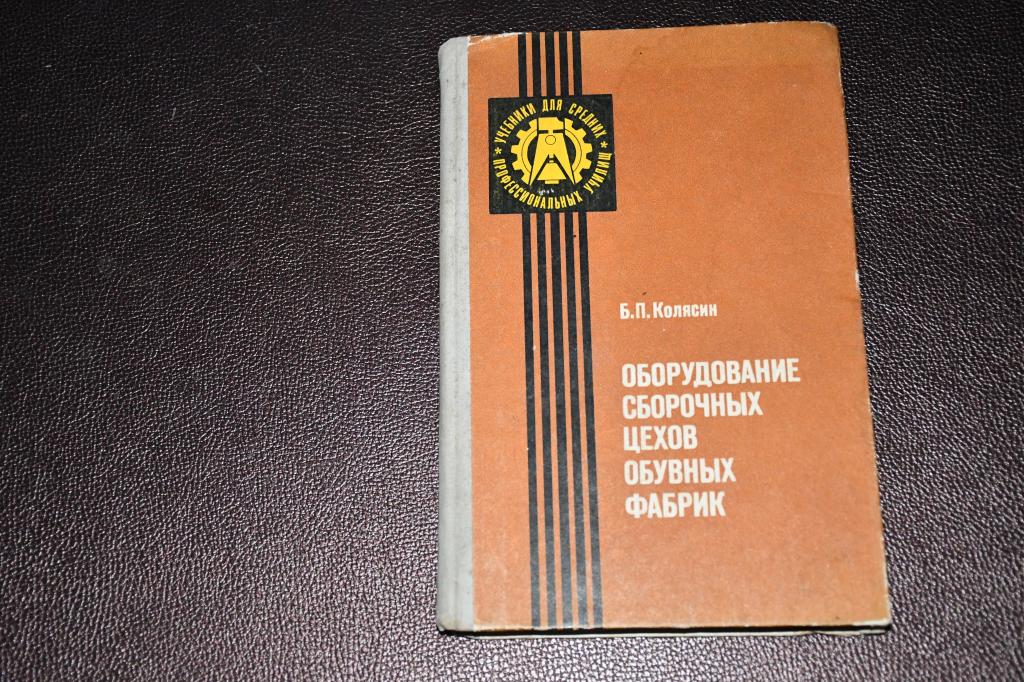 * УЧЕБНИКИ ДЛЯ СРЕДНИХ *
ПРОФЕССИОНАЛЬНЫХ УЧИЛИЩ
Б.П.Колясин
ОБОРУДОВАНИЕ
СБОРОЧНЫХ
ЦЕХОВ
ОБУВНЫХ
ФАБРИК